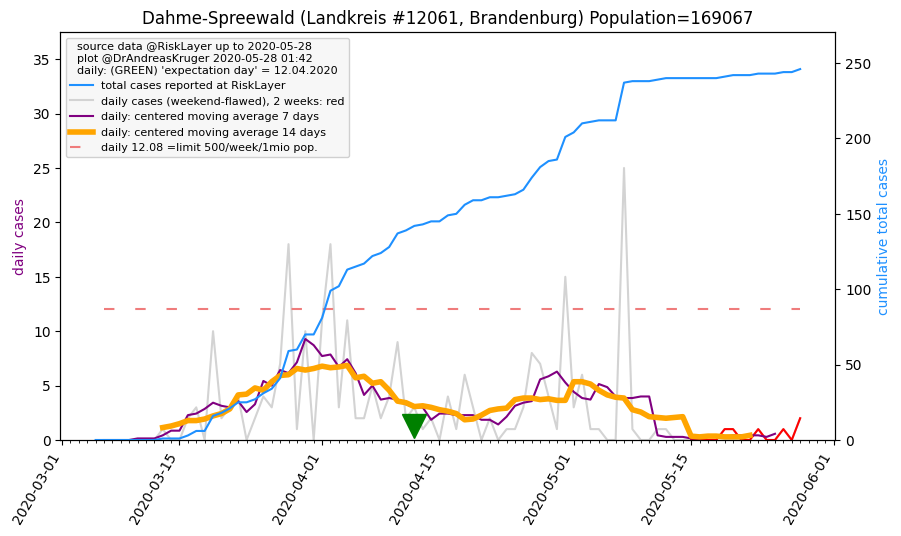 Dahme-Spreewald (Landkreis #12061, Brandenburg) Population=169067
source data @RiskLayer up to 2020-05-28
plot @DrAndreasKruger 2020-05-28 01:42
daily: (GREEN) 'expectation day' = 12.04.2020
total cases reported at RiskLayer
daily cases (weekend-flawed), 2 weeks: red
daily: centered moving average 7 days
daily: centered moving average 14 days
daily 12.08 =limit 500/week/1mio pop.
daily cases
35
30
25
20
15
10
5
0
cumulative total cases
250
200
150
100
50
0
2020-03-01
2020-03-15
2020-04-01
2020-04-15
2020-05-01
2020-05-15
2020-06-01